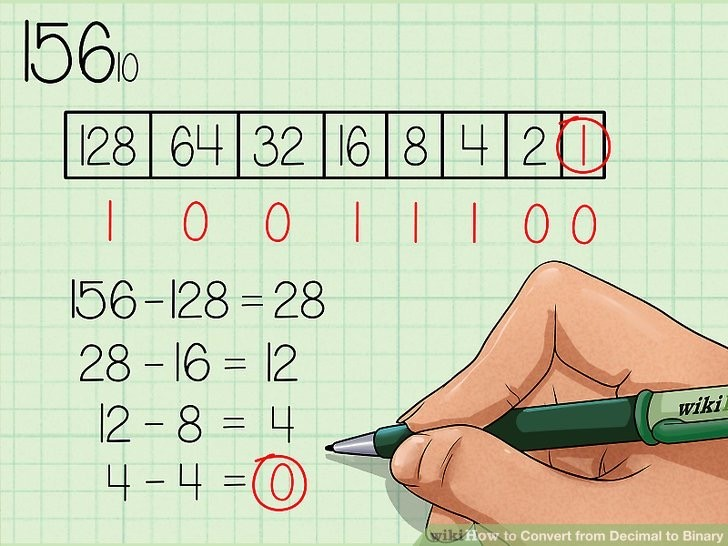 156₁₀
128 64 32 16 8 4 2 1
1 0 0 1 1 1 0 0
156 - 128 = 28
28 - 16 = 12
12 - 8 = 4
4 - 4 = 0
wiki
wiki How to Convert from Decimal to Binary